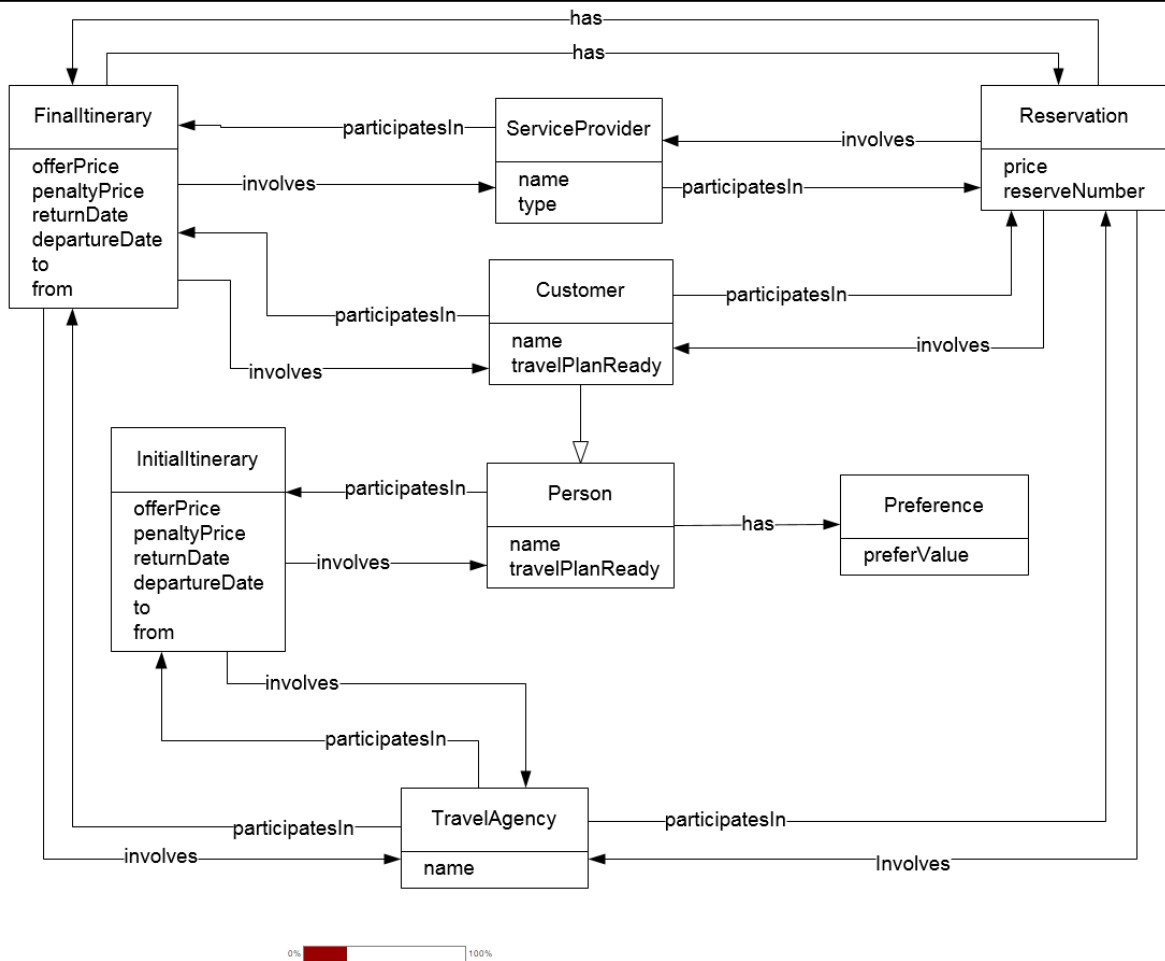 has
has
FinalItinerary
offerPrice
penaltyPrice
returnDate
departureDate
to
from
participatesIn
involves
ServiceProvider
name
type
involves
participatesIn
Reservation
price
reserveNumber
participatesIn
involves
Customer
name
travelPlanReady
participatesIn
involves
InitialItinerary
offerPrice
penaltyPrice
returnDate
departureDate
to
from
participatesIn
involves
Person
name
travelPlanReady
has
Preference
preferValue
involves
participatesIn
participatesIn
involves
TravelAgency
name
participatesIn
Involves
0%
100%